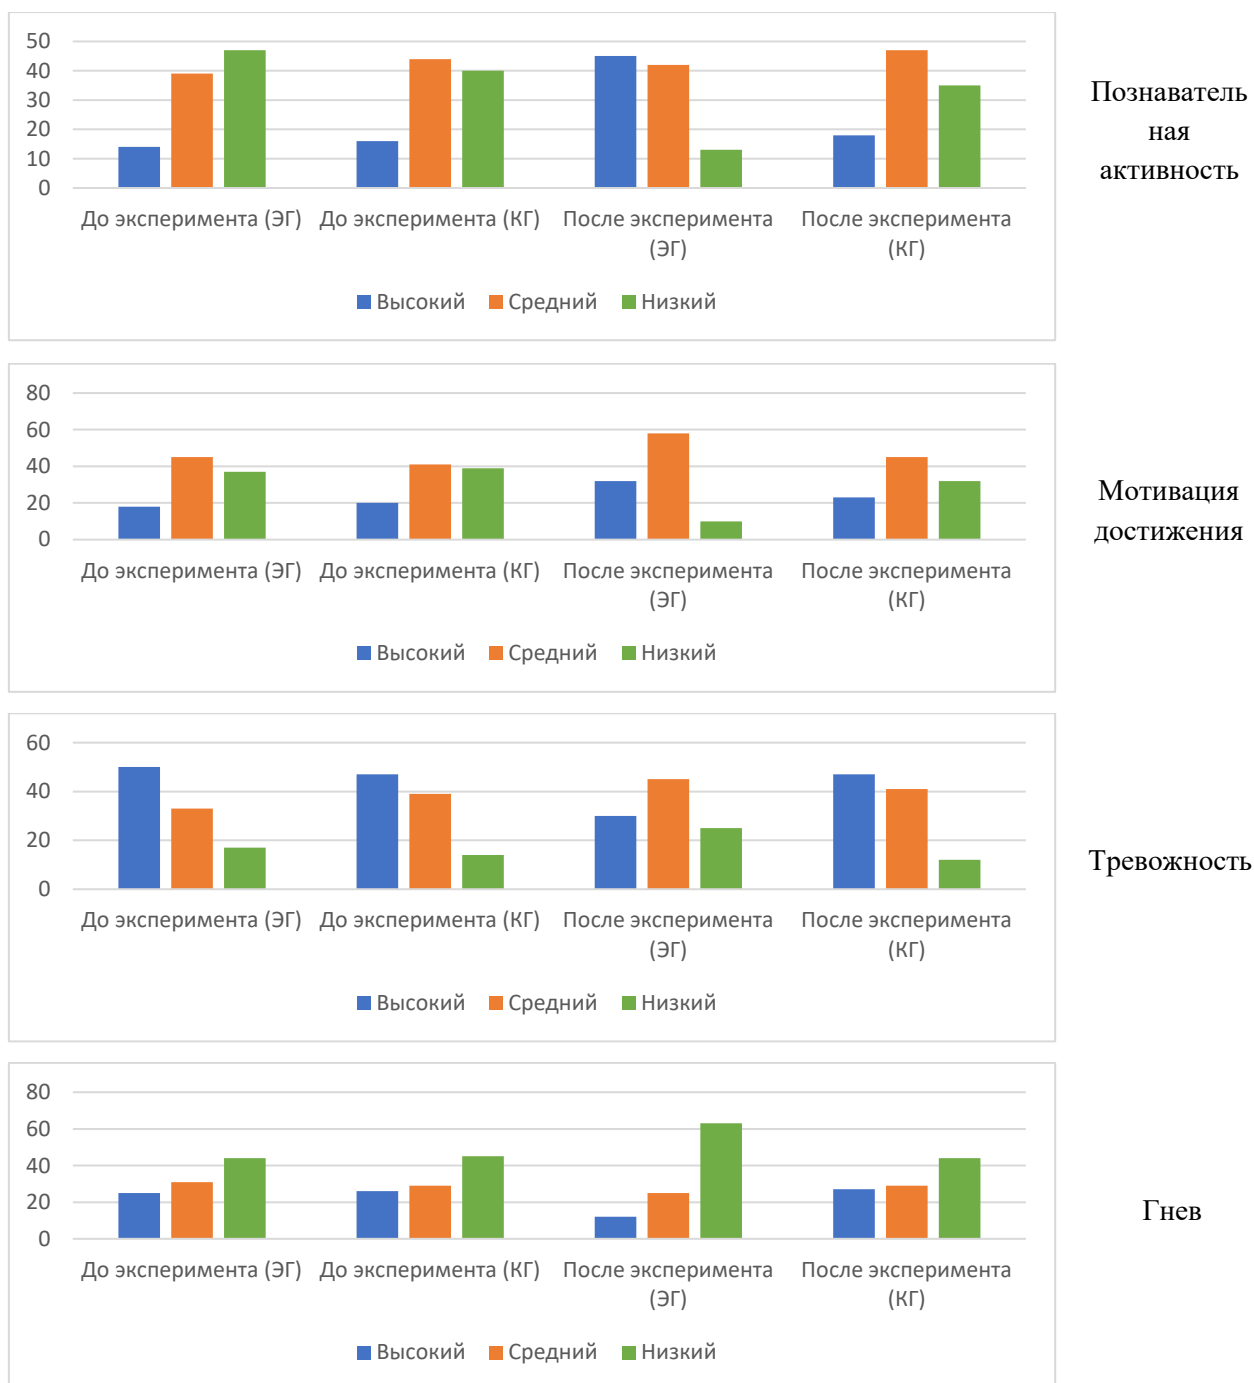 50
40
30
20
10
0
До эксперимента (ЭГ) До эксперимента (КГ) После эксперимента (ЭГ) После эксперимента (КГ)
Высокий Средний Низкий
Познаватель
ная
активность
80
60
40
20
0
До эксперимента (ЭГ) До эксперимента (КГ) После эксперимента (ЭГ) После эксперимента (КГ)
Высокий Средний Низкий
Мотивация
достижения
60
40
20
0
До эксперимента (ЭГ) До эксперимента (КГ) После эксперимента (ЭГ) После эксперимента (КГ)
Высокий Средний Низкий
Тревожность
80
60
40
20
0
До эксперимента (ЭГ) До эксперимента (КГ) После эксперимента (ЭГ) После эксперимента (КГ)
Высокий Средний Низкий
Гнев